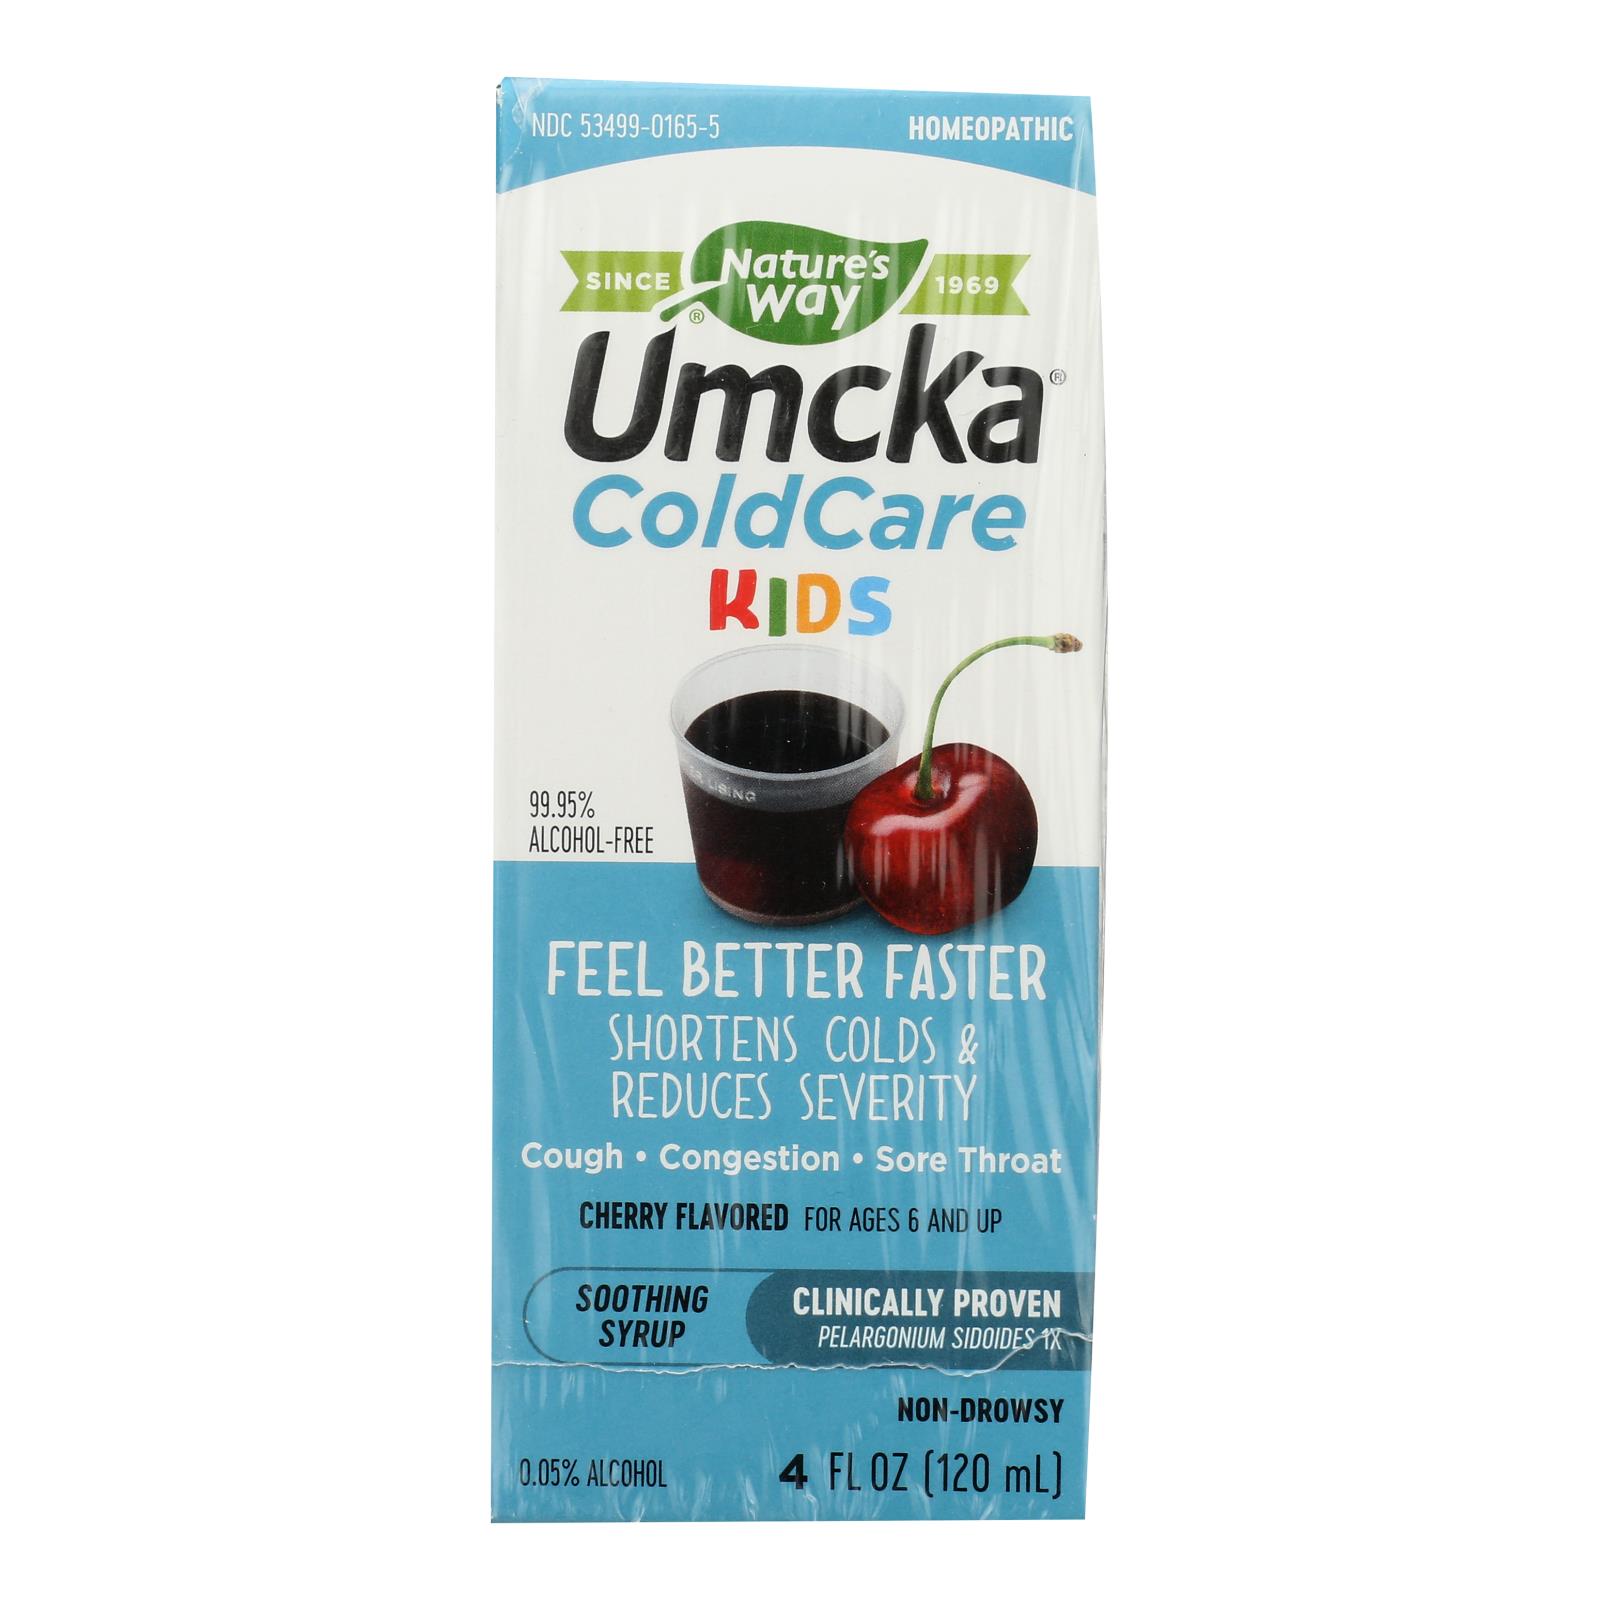 NDC 53499-0165-5
HOMEOPATHIC
SINCE
Nature's
Way®
1969
Umcka®
ColdCare
KIDS
99.95%
ALCOHOL-FREE
FEEL BETTER FASTER
SHORTENS COLDS &
REDUCES SEVERITY
Cough • Congestion • Sore Throat
CHERRY FLAVORED FOR AGES 6 AND UP
SOOTHING
SYRUP
CLINICALLY PROVEN
PELARGONIUM SIDOIDES 1X
NON-DROWSY
0.05% ALCOHOL
4 FL OZ (120 mL)